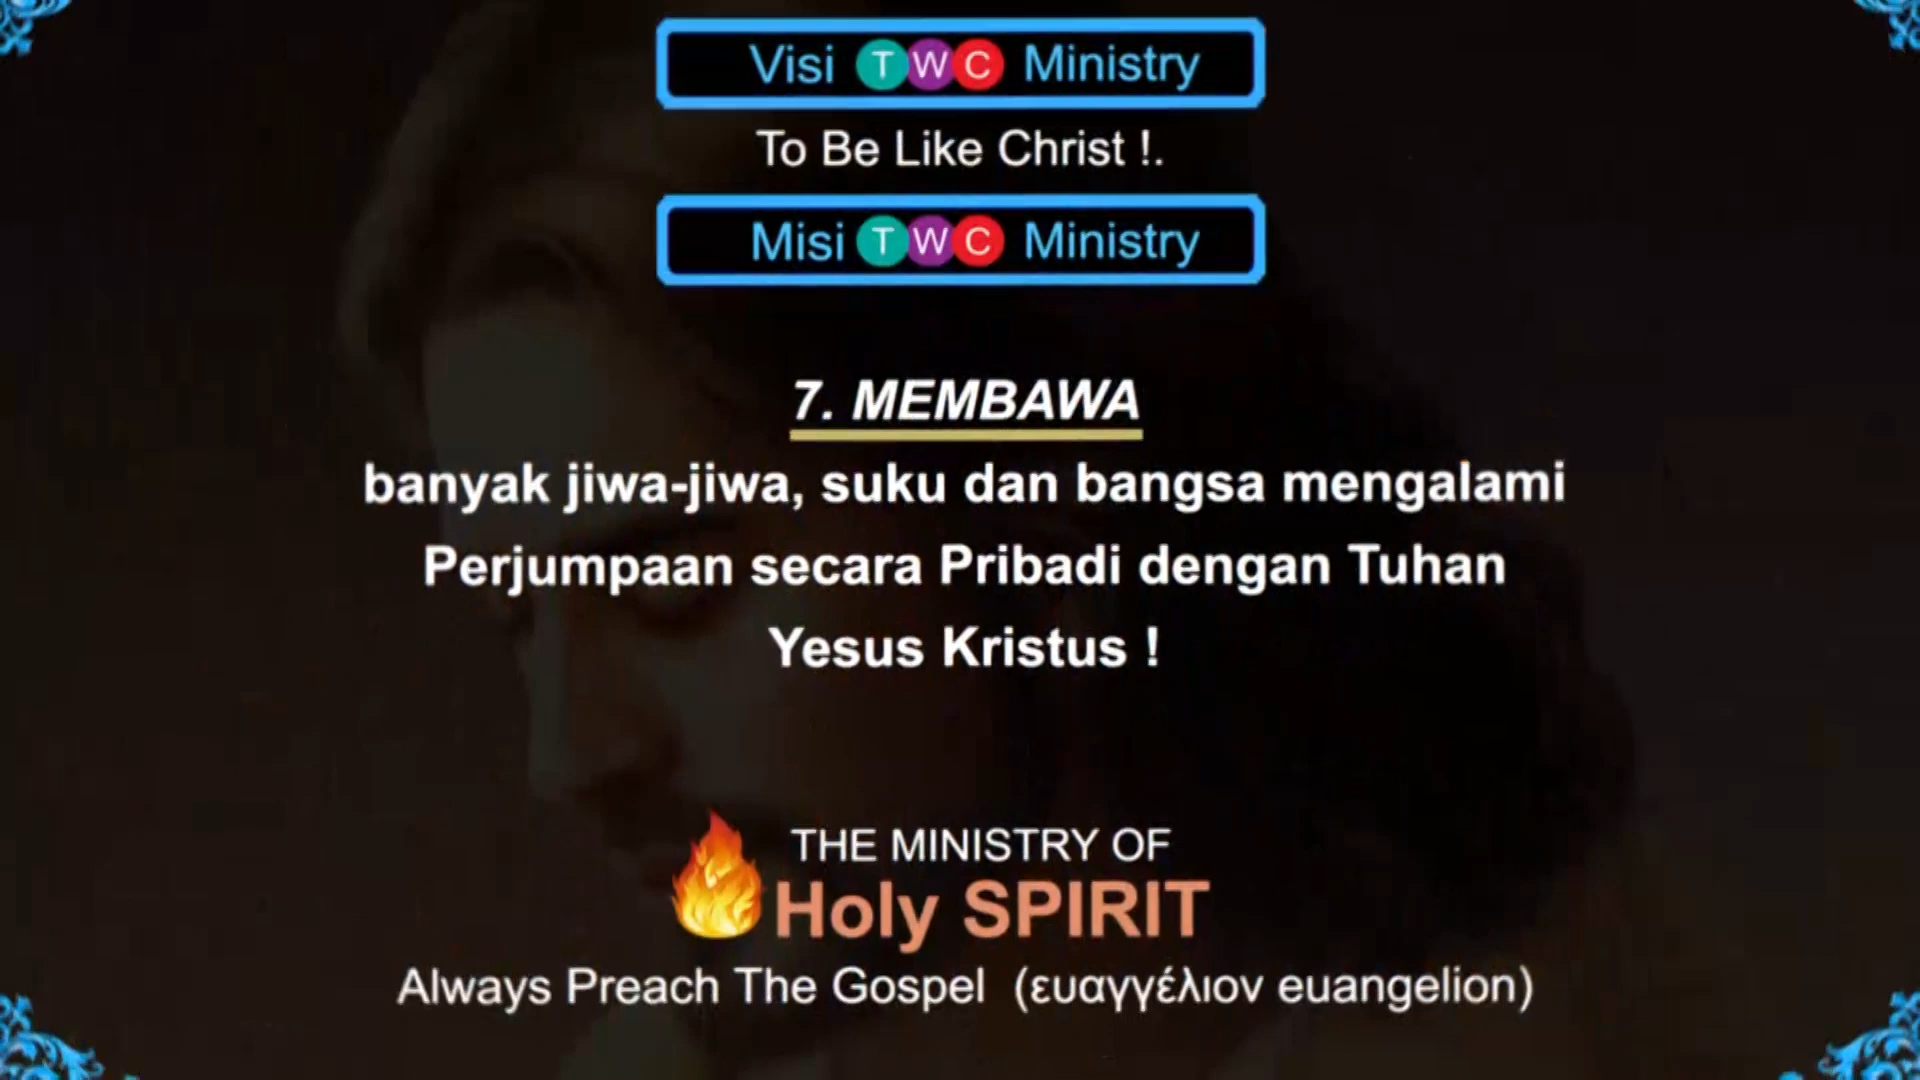 Visi TWC Ministry
To Be Like Christ !.
Misi TWC Ministry
7. MEMBAWA
banyak jiwa-jiwa, suku dan bangsa mengalami
Perjumpaan secara Pribadi dengan Tuhan
Yesus Kristus !
THE MINISTRY OF
Holy SPIRIT
Always Preach The Gospel (ευαγγέλιον euangelion)